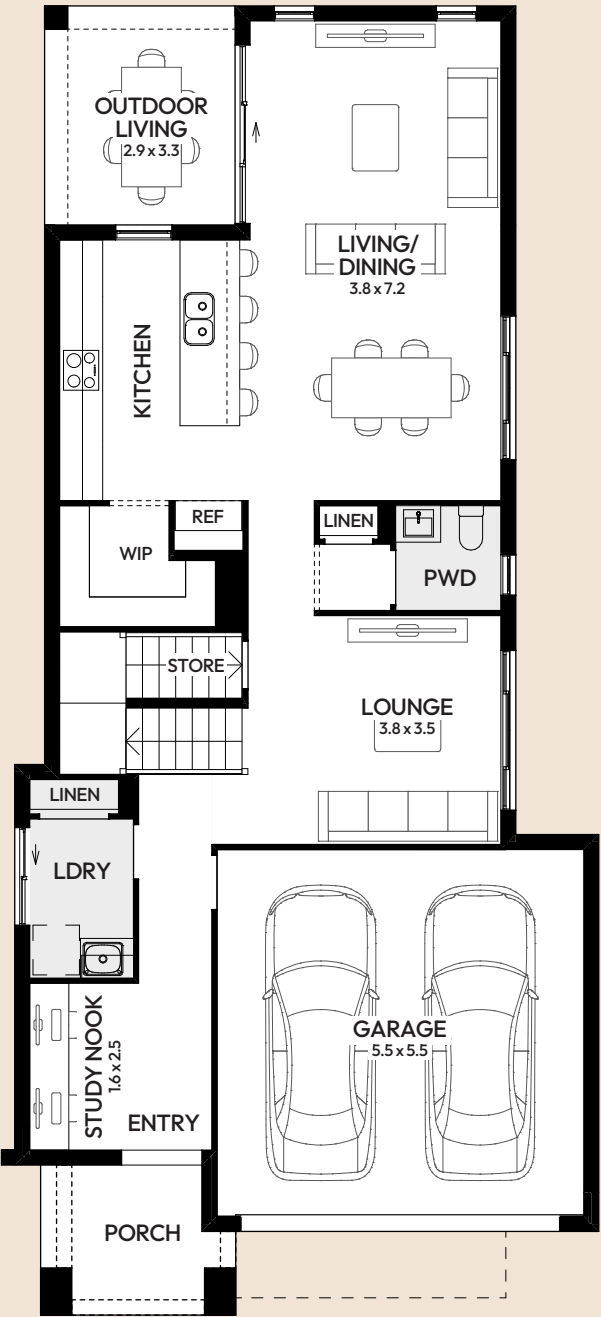 OUTDOOR
LIVING
2.9 x 3.3
LIVING/
DINING
3.8 x 7.2
KITCHEN
REF
LINEN
WIP
PWD
STORE
LOUNGE
3.8 x 3.5
LINEN
LDRY
GARAGE
5.5 x 5.5
STUDY NOOK
1.6 x 2.5
ENTRY
PORCH